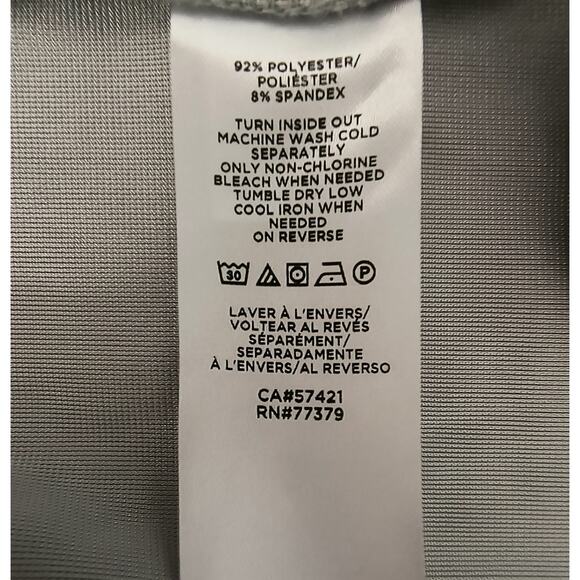 92% POLYESTER/
POLIÉSTER
8% SPANDEX
TURN INSIDE OUT
MACHINE WASH COLD
SEPARATELY
ONLY NON-CHLORINE
BLEACH WHEN NEEDED
TUMBLE DRY LOW
COOL IRON WHEN
NEEDED
ON REVERSE
30 P
LAVER À L'ENVERS/
VOLTEAR AL REVÉS
SÉPARÉMENT/
SEPARADAMENTE
À L'ENVERS/AL REVERSO
CA#57421
RN#77379